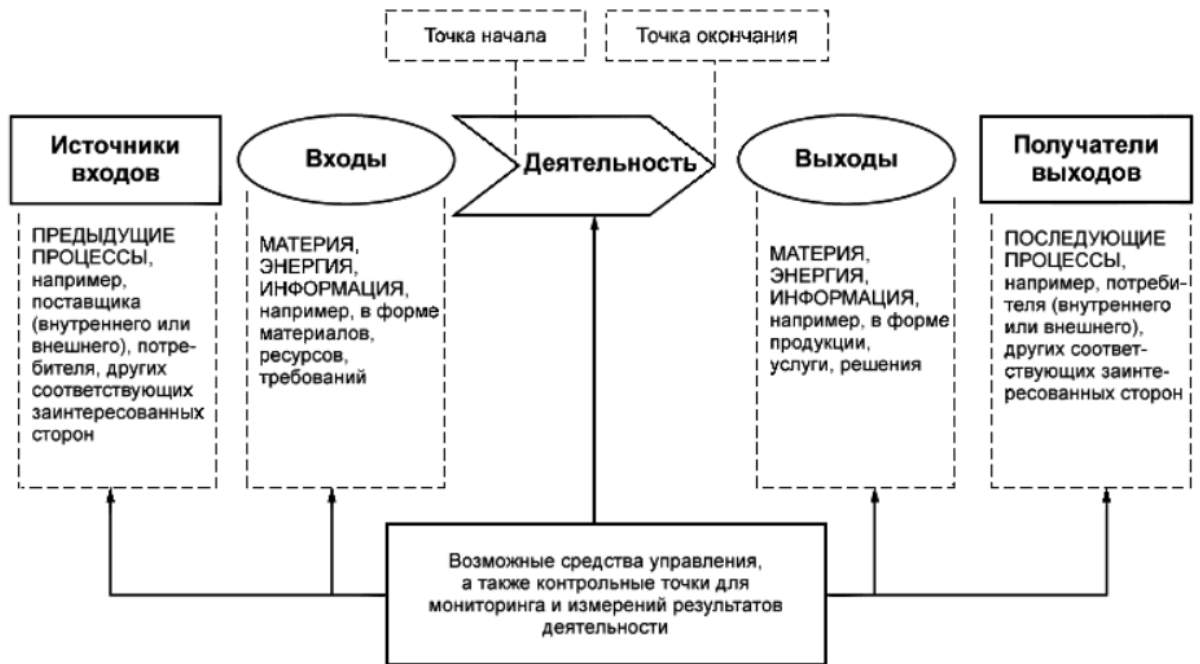 Точка начала
Точка окончания
Источники
входов
Входы
Деятельность
Выходы
Получатели
выходов
ПРЕДЫДУЩИЕ
ПРОЦЕССЫ,
например,
поставщика
(внутреннего или
внешнего), потре-
бителя, других
соответствующих
заинтересованных
сторон
МАТЕРИЯ,
ЭНЕРГИЯ,
ИНФОРМАЦИЯ,
например, в форме
материалов,
ресурсов,
требований
МАТЕРИЯ,
ЭНЕРГИЯ,
ИНФОРМАЦИЯ,
например, в форме
продукции,
услуги, решения
ПОСЛЕДУЮЩИЕ
ПРОЦЕССЫ,
например, потреби-
теля (внутреннего
или внешнего),
других соответ-
ствующих заинте-
ресованных сторон
Возможные средства управления,
а также контрольные точки для
мониторинга и измерений результатов
деятельности